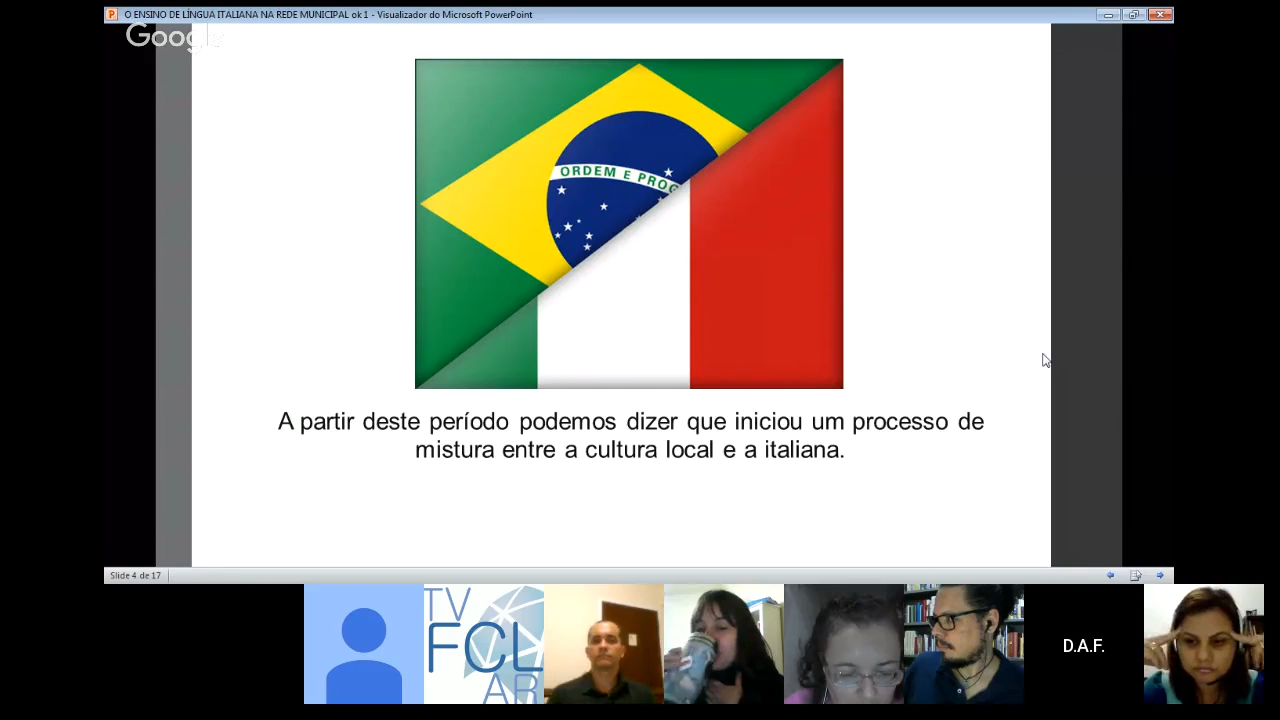 O ENSINO DE LÍNGUA ITALIANA NA REDE MUNICIPAL ok 1 - Visualizador do Microsoft PowerPoint
Google
ORDEM E PROG
A partir deste período podemos dizer que iniciou um processo de
mistura entre a cultura local e a italiana.
Slide 4 de 17
TV
FCL
AR
D.A.F.